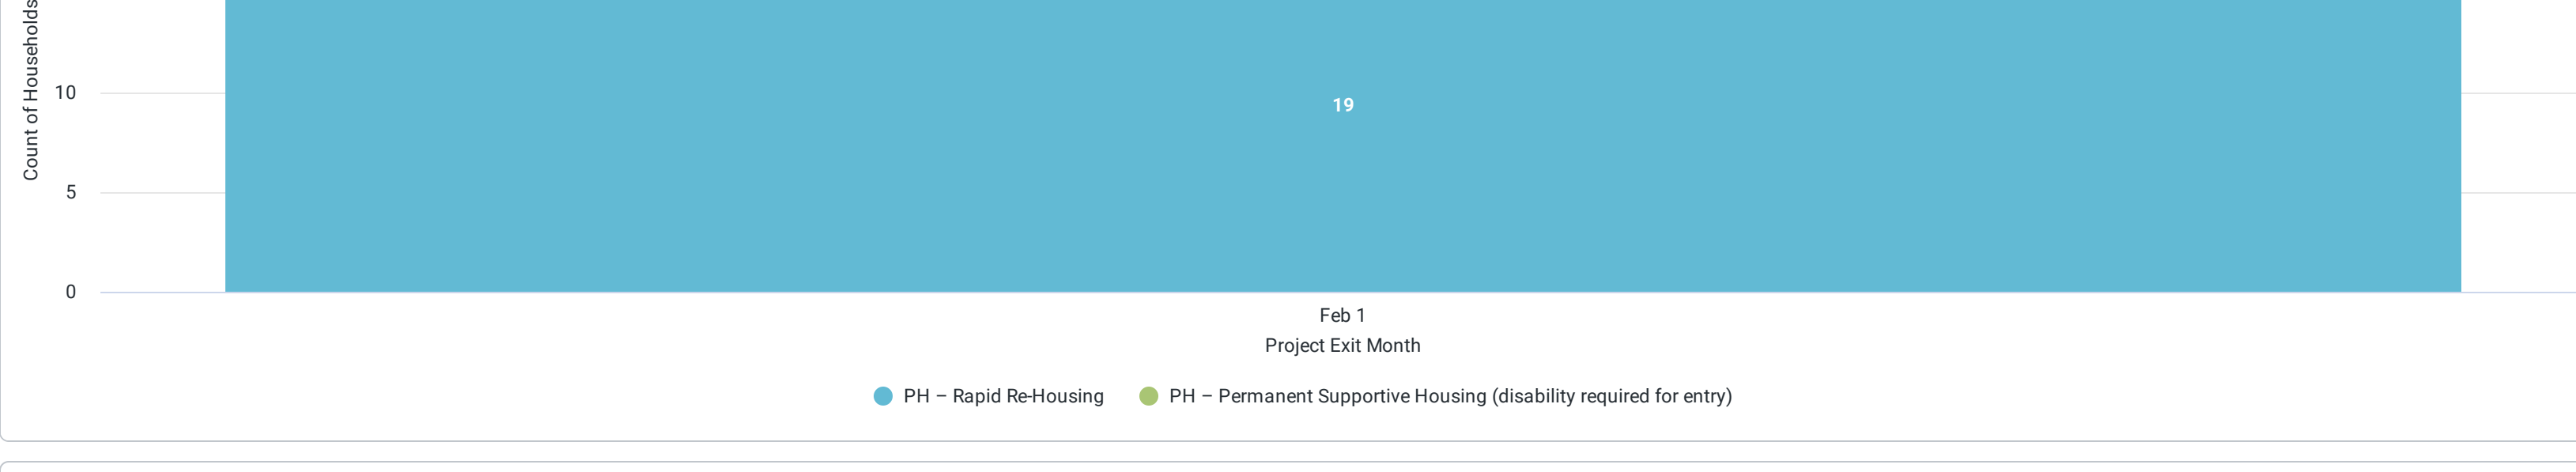 Count of Households
10
19
5
0
Feb 1
Project Exit Month
PH – Rapid Re-Housing
PH – Permanent Supportive Housing (disability required for entry)